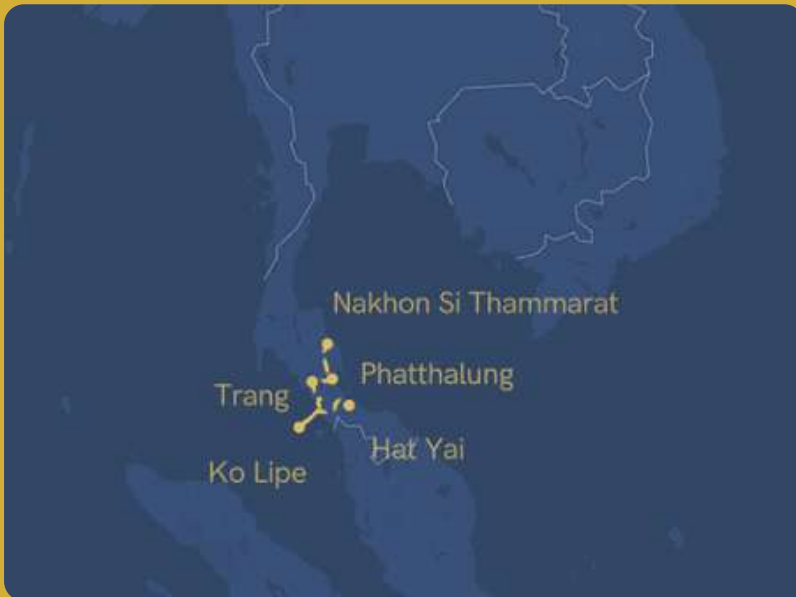 Nakhon Si Thammarat
Phatthalung
Trang
Hat Yai
Ko Lipe